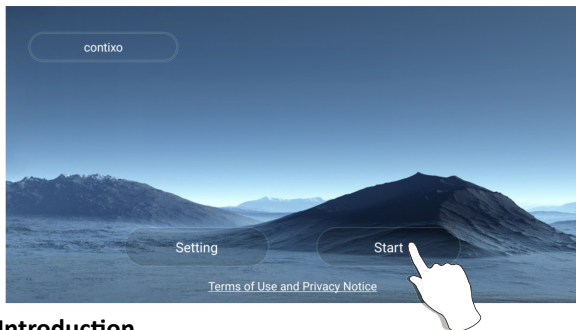 contixo
Setting
Start
Terms of Use and Privacy Notice
Introduction